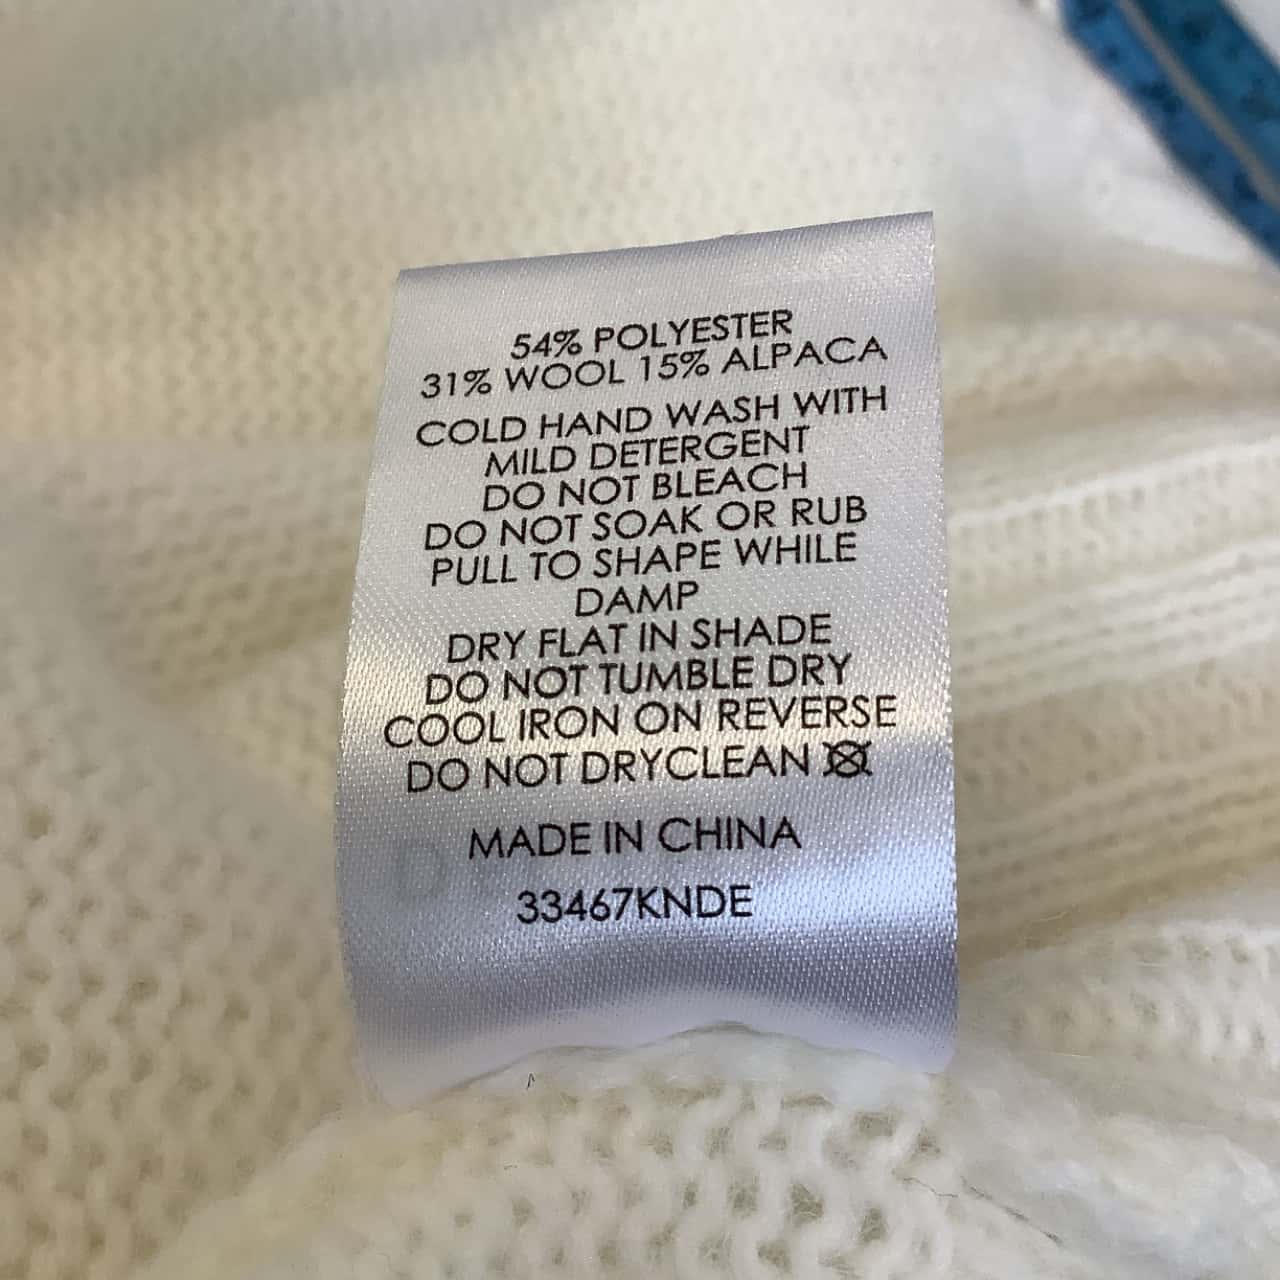 54% POLYESTER
31% WOOL 15% ALPACA
COLD HAND WASH WITH
MILD DETERGENT
DO NOT BLEACH
DO NOT SOAK OR RUB
PULL TO SHAPE WHILE
DAMP
DRY FLAT IN SHADE
DO NOT TUMBLE DRY
COOL IRON ON REVERSE
DO NOT DRYCLEAN
MADE IN CHINA
33467KNDE